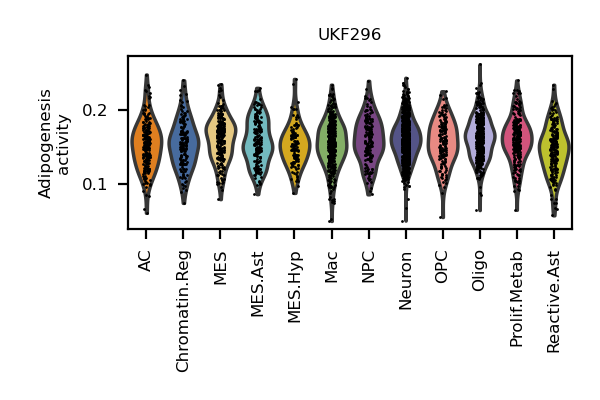 UKF296
Adipogenesis
activity
0.2
0.1
AC
Chromatin.Reg
MES
MES.Ast
MES.Hyp
Mac
NPC
Neuron
OPC
Oligo
Prolif.Metab
Reactive.Ast